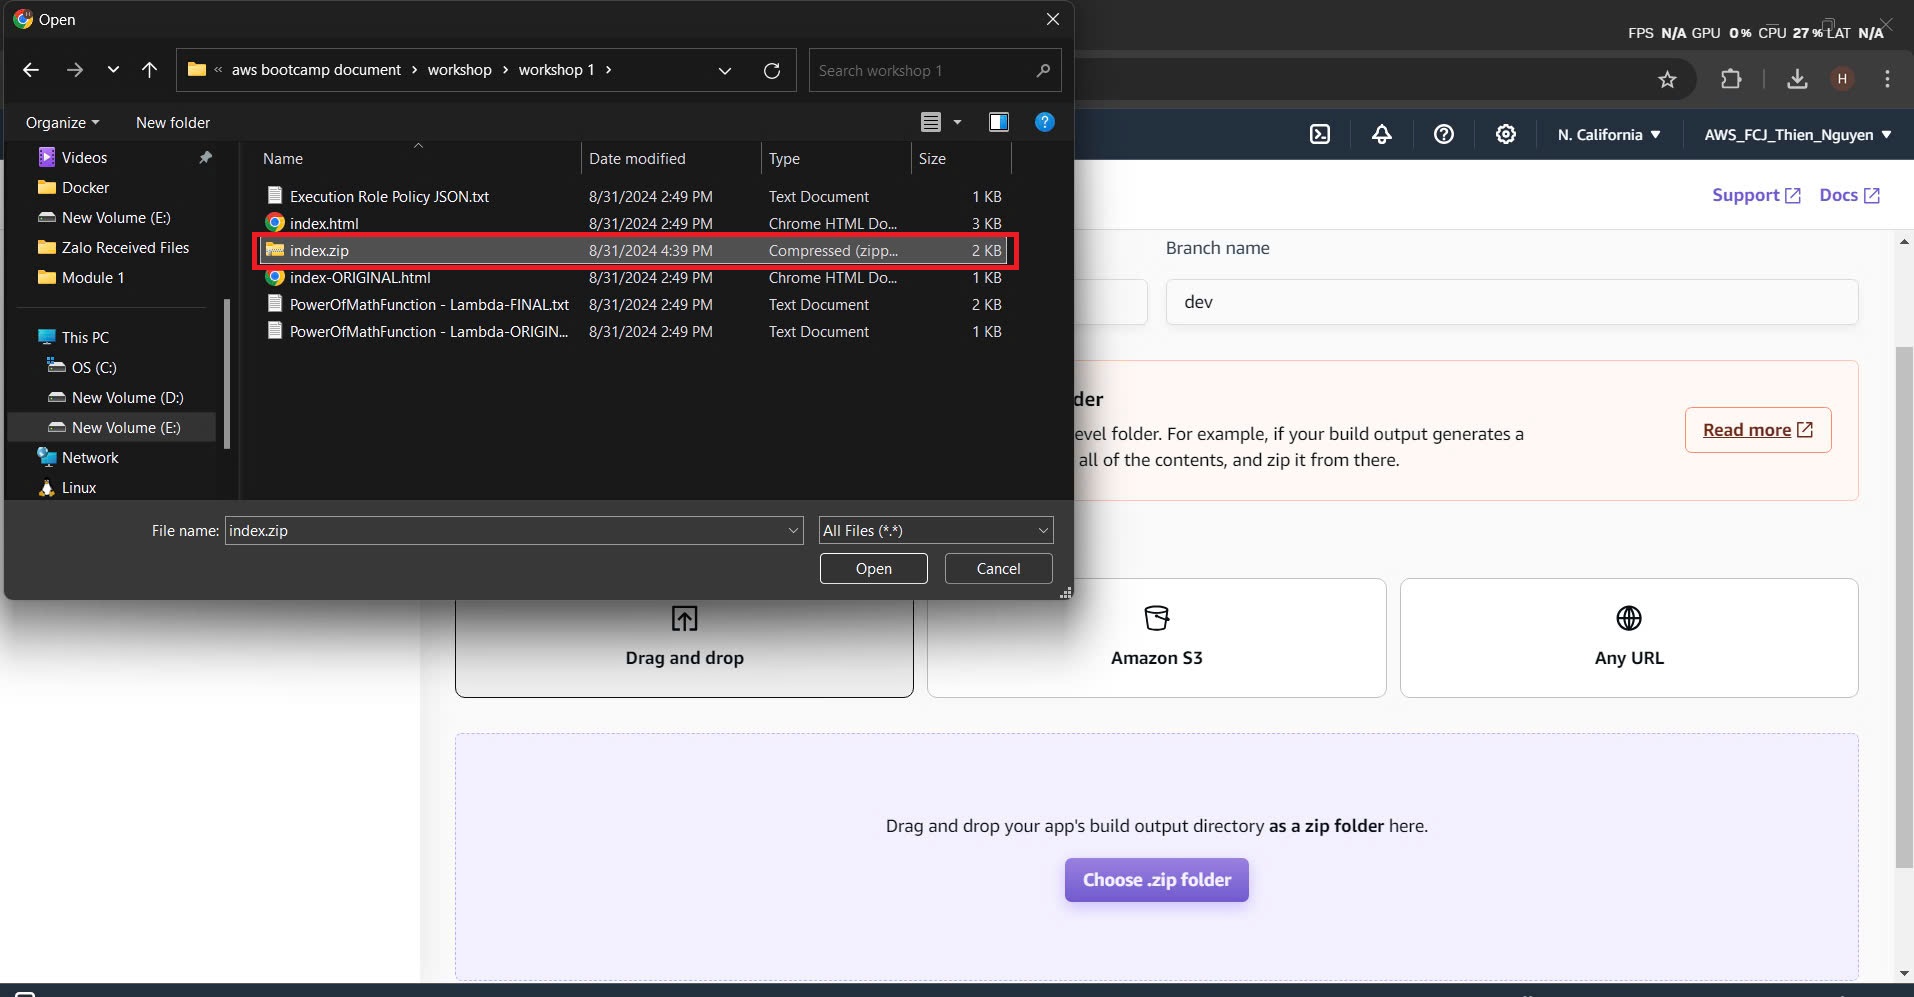 Open
FPS N/A GPU 0% CPU 27% LAT N/A
« aws bootcamp document › workshop › workshop 1 ›
Search workshop 1
H
Organize
New folder
?
N. California ▼
AWS_FCJ_Thien_Nguyen ▼
Videos
Docker
New Volume (E:)
Zalo Received Files
Module 1
This PC
OS (C:)
New Volume (D:)
New Volume (E:)
Network
Linux
Name Date modified Type Size
Execution Role Policy JSON.txt 8/31/2024 2:49 PM Text Document 1 KB
index.html 8/31/2024 2:49 PM Chrome HTML Do... 3 KB
index.zip 8/31/2024 4:39 PM Compressed (zipp... 2 KB
index-ORIGINAL.html 8/31/2024 2:49 PM Chrome HTML Do... 1 KB
PowerOfMathFunction - Lambda-FINAL.txt 8/31/2024 2:49 PM Text Document 2 KB
PowerOfMathFunction - Lambda-ORIGIN... 8/31/2024 2:49 PM Text Document 1 KB
File name: index.zip
All Files (*.*)
Open
Cancel
Support
Docs
Branch name
dev
der
evel folder. For example, if your build output generates a
all of the contents, and zip it from there.
Read more
Drag and drop
Amazon S3
Any URL
Drag and drop your app's build output directory as a zip folder here.
Choose .zip folder